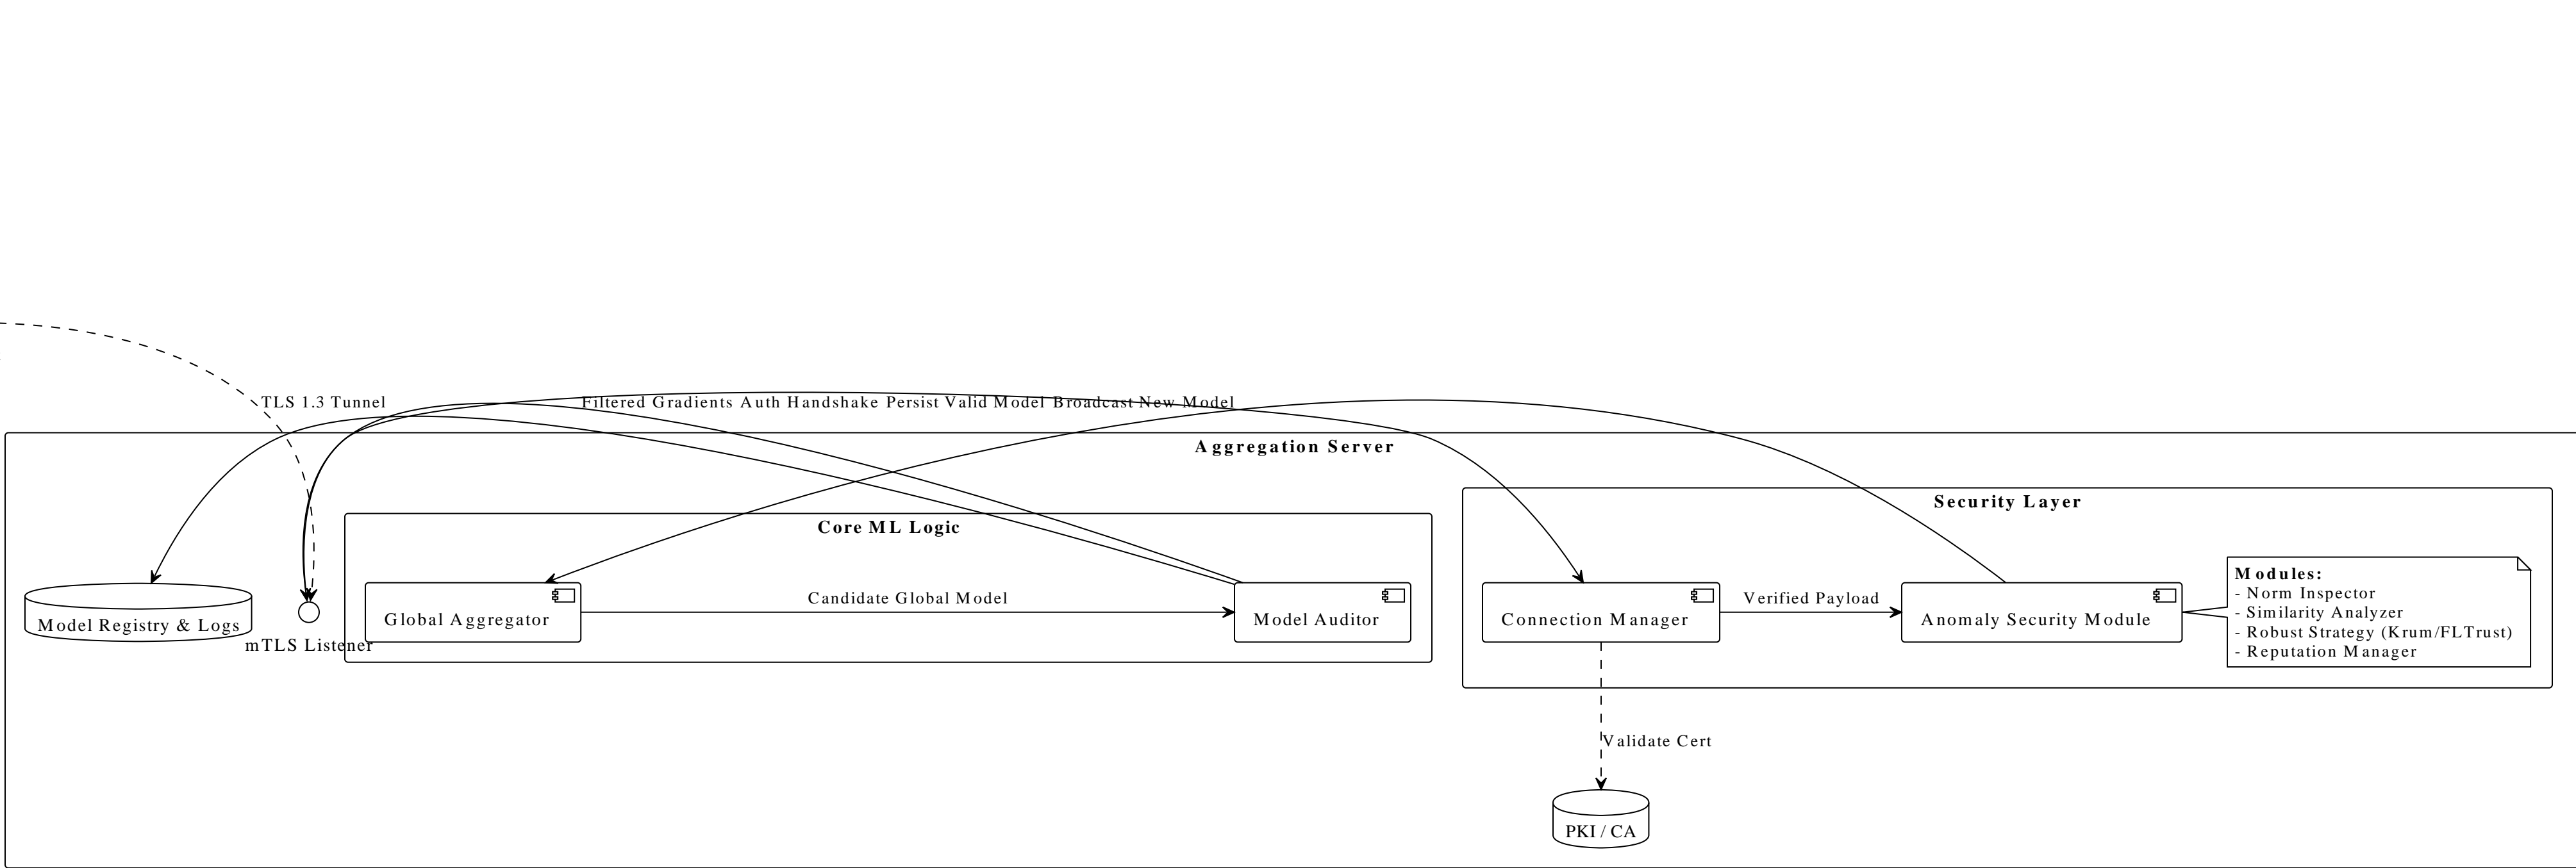 TLS 1.3 Tunnel
Filtered Gradients Auth Handshake Persist Valid Model Broadcast New Model
Aggregation Server
Security Layer
Core ML Logic
Modules:
- Norm Inspector
- Similarity Analyzer
- Robust Strategy (Krum/FLTrust)
- Reputation Manager
Candidate Global Model
Verified Payload
Model Registry & Logs
mTLS Listener
Global Aggregator
Model Auditor
Connection Manager
Anomaly Security Module
Validate Cert
PKI / CA